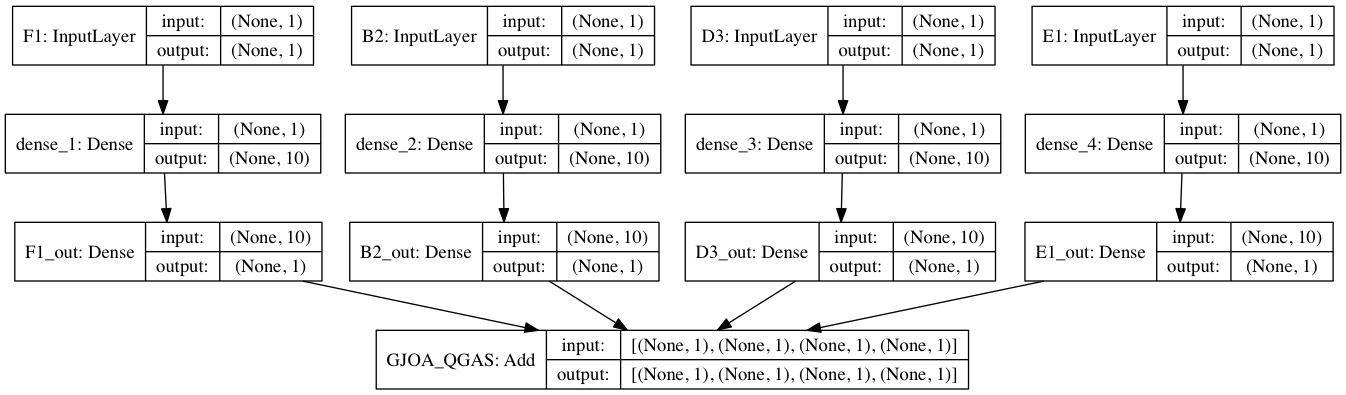 F1: InputLayer input: (None, 1) output: (None, 1)
B2: InputLayer input: (None, 1) output: (None, 1)
D3: InputLayer input: (None, 1) output: (None, 1)
E1: InputLayer input: (None, 1) output: (None, 1)
dense_1: Dense input: (None, 1) output: (None, 10)
dense_2: Dense input: (None, 1) output: (None, 10)
dense_3: Dense input: (None, 1) output: (None, 10)
dense_4: Dense input: (None, 1) output: (None, 10)
F1_out: Dense input: (None, 10) output: (None, 1)
B2_out: Dense input: (None, 10) output: (None, 1)
D3_out: Dense input: (None, 10) output: (None, 1)
E1_out: Dense input: (None, 10) output: (None, 1)
GJOA_QGAS: Add input: [(None, 1), (None, 1), (None, 1), (None, 1)] output: [(None, 1), (None, 1), (None, 1), (None, 1)]